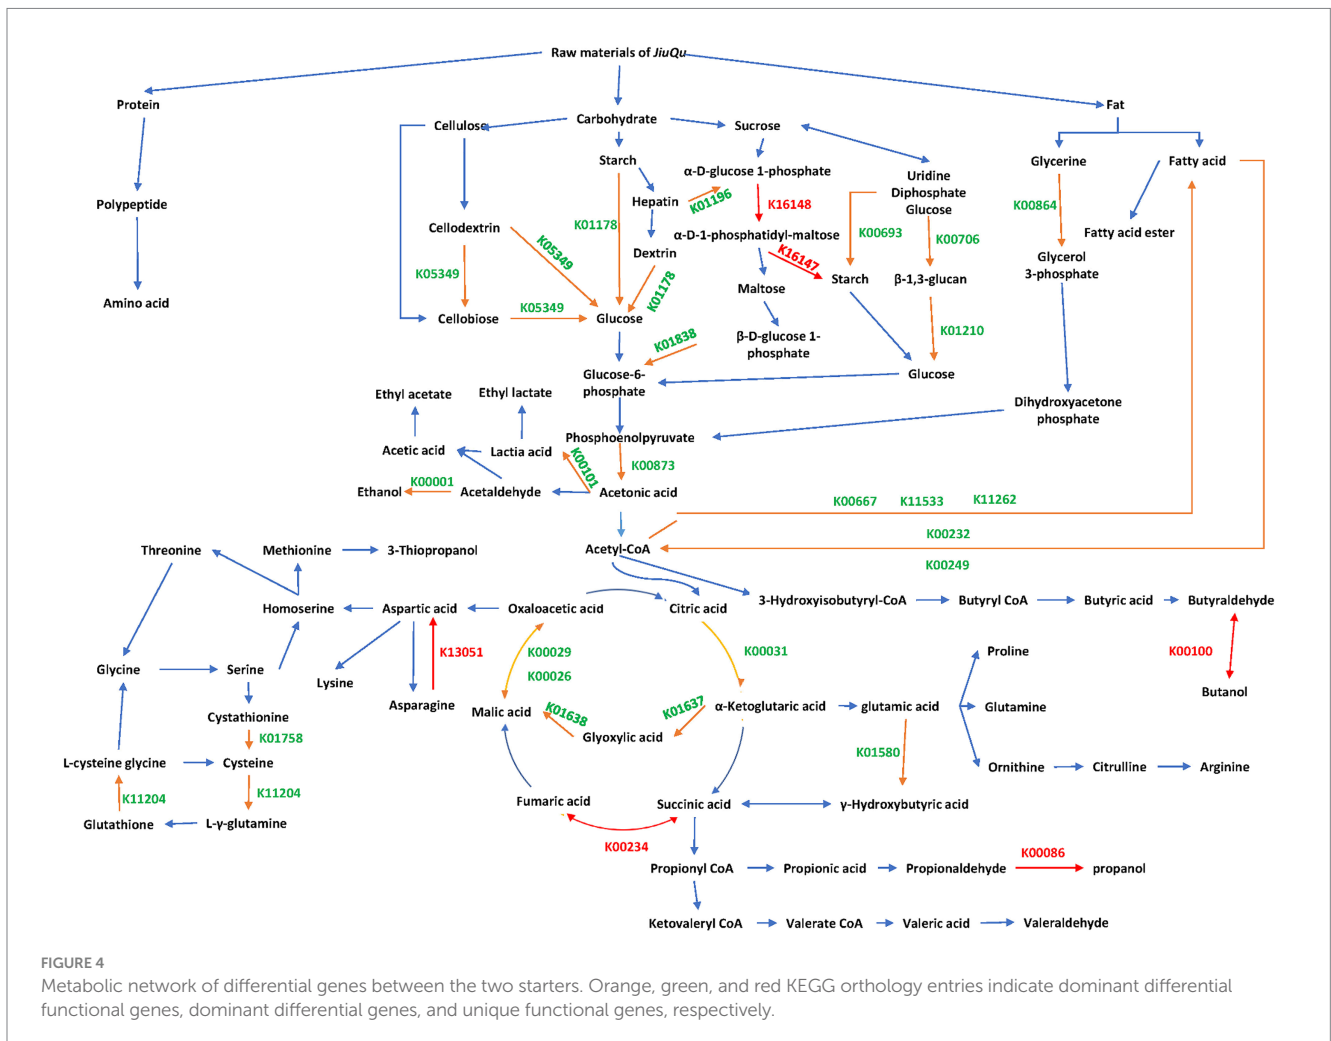 Raw materials of JiuQu
Protein
Fat
Cellulose
Carbohydrate
Sucrose
Starch
Glycerine
Fatty acid
α-D-glucose 1-phosphate
Uridine
Diphosphate
Glucose
Hepatin
K01196
K16148
K00864
Polypeptide
Cellodextrin
K01178
α-D-1-phosphatidyl-maltose
K00693
K00706
Fatty acid ester
K05349
K05349
Dextrin
K16147
Glycerol
3-phosphate
K01178
Maltose
Starch
β-1,3-glucan
Amino acid
Cellobiose
K05349
Glucose
K01838
β-D-glucose 1-
phosphate
K01210
Glucose-6-
phosphate
Glucose
Ethyl acetate
Ethyl lactate
Dihydroxyacetone
phosphate
Phosphoenolpyruvate
Acetic acid
Lactia acid
K00101
K00873
Ethanol
K00001
Acetaldehyde
Acetonic acid
K00667
K11533
K11262
K00232
Threonine
Methionine
3-Thiopropanol
Acetyl-CoA
K00249
Homoserine
Aspartic acid
Oxaloacetic acid
Citric acid
3-Hydroxyisobutyryl-CoA
Butyryl CoA
Butyric acid
Butyraldehyde
K13051
K00029
K00031
K00100
Proline
Glycine
Serine
Lysine
K00026
Butanol
Asparagine
Malic acid
K01638
K01637
α-Ketoglutaric acid
glutamic acid
Glutamine
Cystathionine
Glyoxylic acid
K01758
K01580
L-cysteine glycine
Cysteine
Ornithine
Citrulline
Arginine
K11204
K11204
Fumaric acid
Succinic acid
γ-Hydroxybutyric acid
Glutathione
L-γ-glutamine
K00234
K00086
Propionyl CoA
Propionic acid
Propionaldehyde
propanol
Ketovaleryl CoA
Valerate CoA
Valeric acid
Valeraldehyde
FIGURE 4
Metabolic network of differential genes between the two starters. Orange, green, and red KEGG orthology entries indicate dominant differential
functional genes, dominant differential genes, and unique functional genes, respectively.